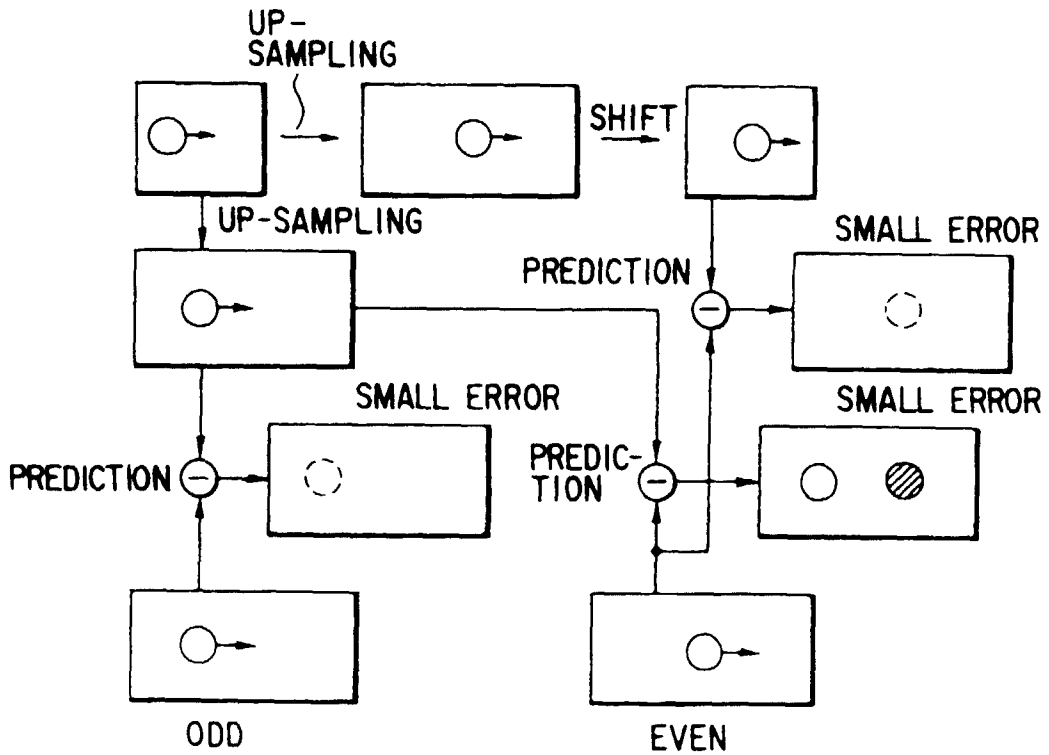 UP-
SAMPLING
SHIFT
UP-SAMPLING
SMALL ERROR
PREDICTION
SMALL ERROR
SMALL ERROR
PREDICTION
PREDIC-
TION
ODD
EVEN